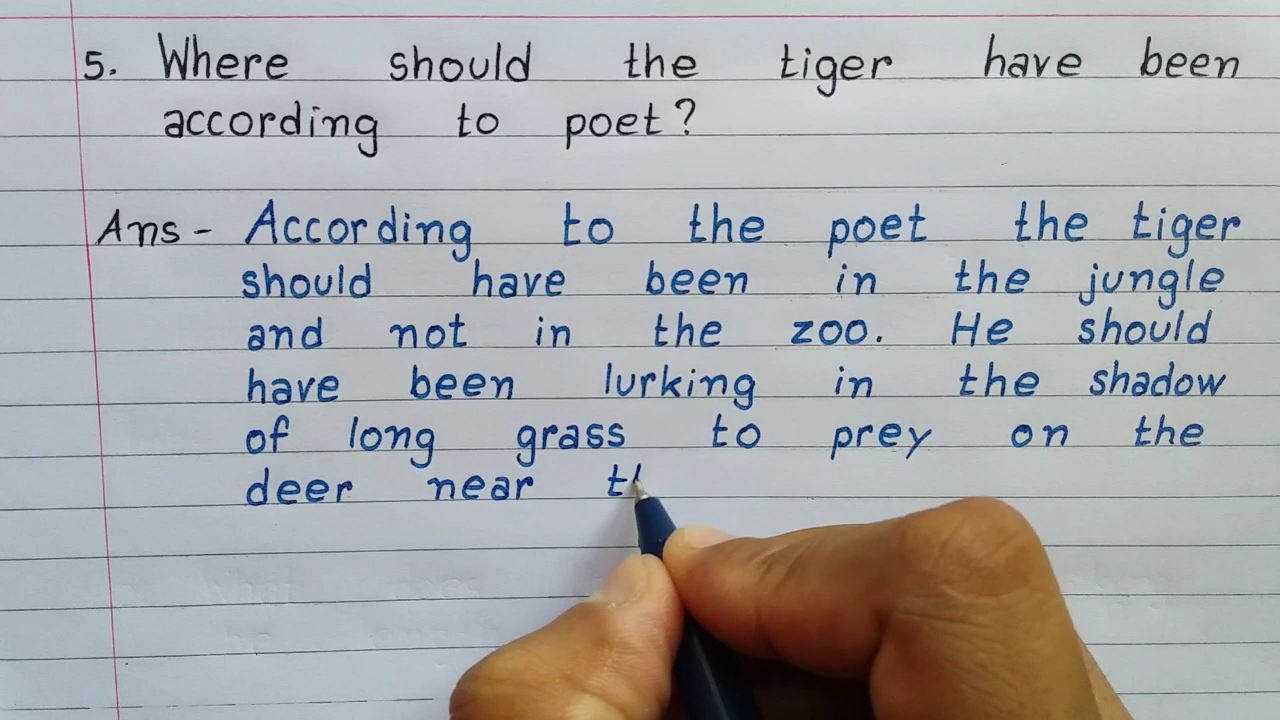 5. Where should the tiger have been
according to poet?
Ans - According to the poet the tiger
should have been in the jungle
and not in the zoo. He should
have been lurking in the shadow
of long grass to prey on the
deer near